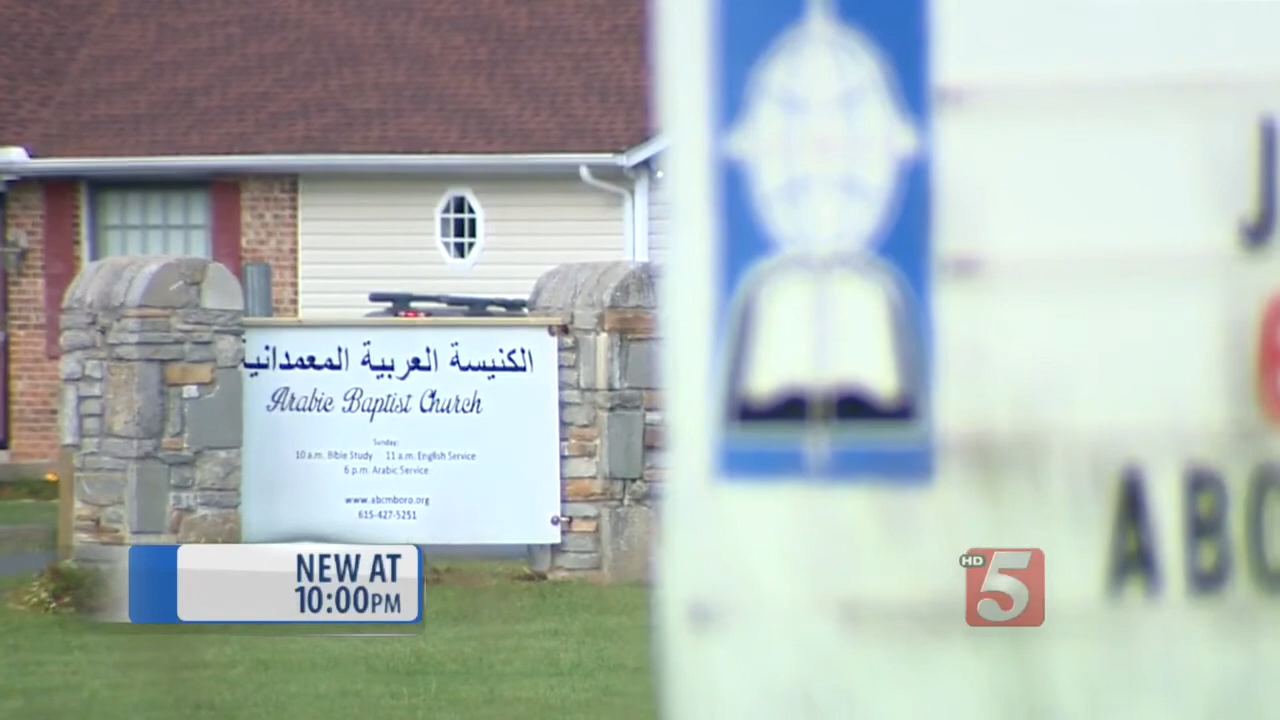 الكنيسة العربية المعمدانية
Arabic Baptist Church
Sunday:
10 a.m. Bible Study 11 a.m. English Service
6 p.m. Arabic Service
www.abcmboro.org
615-427-5251
NEW AT
10:00PM
HD 5
J
ABC